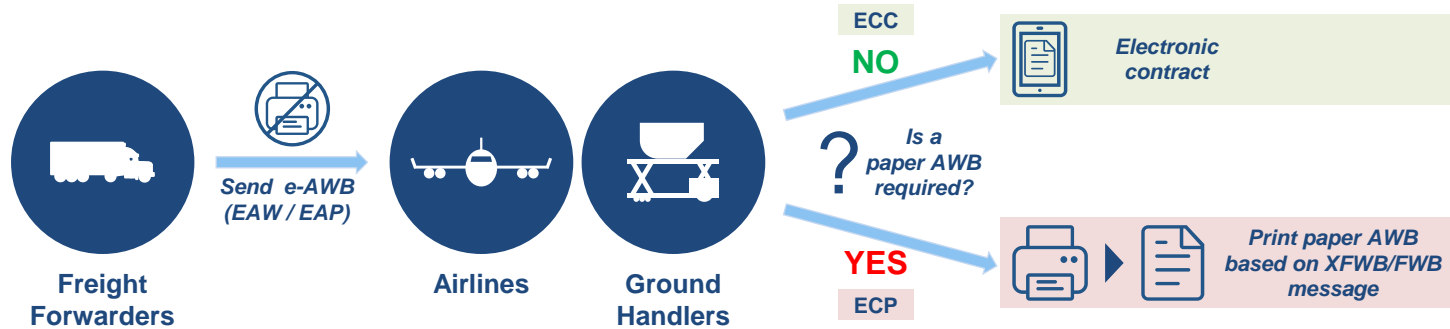 Freight
Forwarders
Send e-AWB
(EAW / EAP)
Airlines
Ground
Handlers
?
Is a
paper AWB
required?
ECC
NO
Electronic
contract
YES
ECP
Print paper AWB
based on XFWB/FWB
message